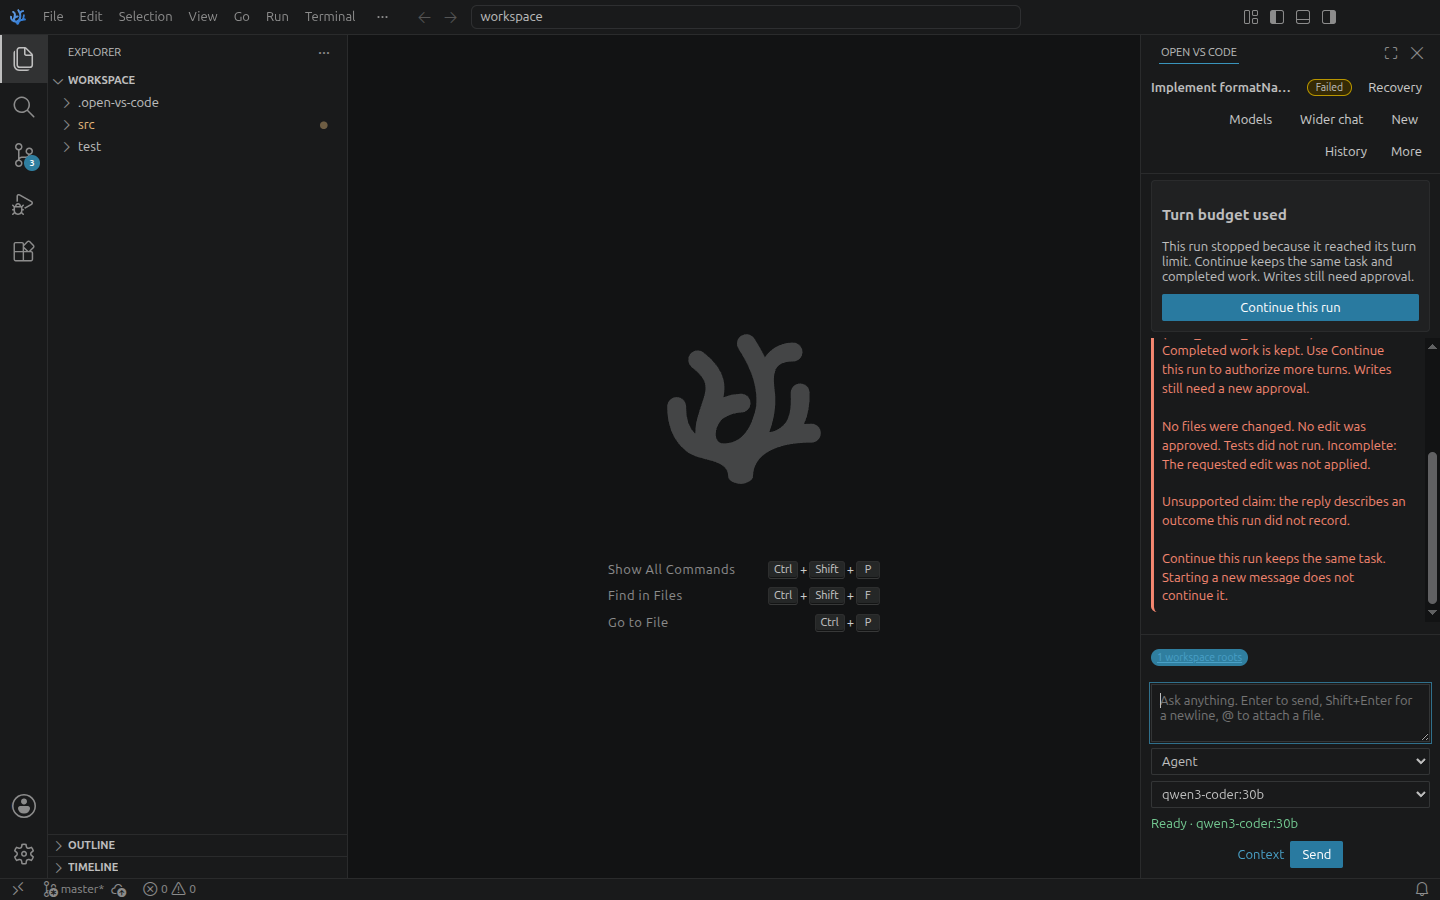 File Edit Selection View Go Run Terminal ···
workspace
EXPLORER
WORKSPACE
.open-vs-code
src
test
3
OUTLINE
TIMELINE
master*
0 0
Show All Commands Ctrl + Shift + P
Find in Files Ctrl + Shift + F
Go to File Ctrl + P
OPEN VS CODE
Implement formatNa... Failed Recovery
Models Wider chat New
History More
Turn budget used
This run stopped because it reached its turn
limit. Continue keeps the same task and
completed work. Writes still need approval.
Continue this run
Completed work is kept. Use Continue
this run to authorize more turns. Writes
still need a new approval.
No files were changed. No edit was
approved. Tests did not run. Incomplete:
The requested edit was not applied.
Unsupported claim: the reply describes an
outcome this run did not record.
Continue this run keeps the same task.
Starting a new message does not
continue it.
workspace roots
Ask anything. Enter to send, Shift+Enter for
a newline, @ to attach a file.
Agent
qwen3-coder:30b
Ready · qwen3-coder:30b
Context Send